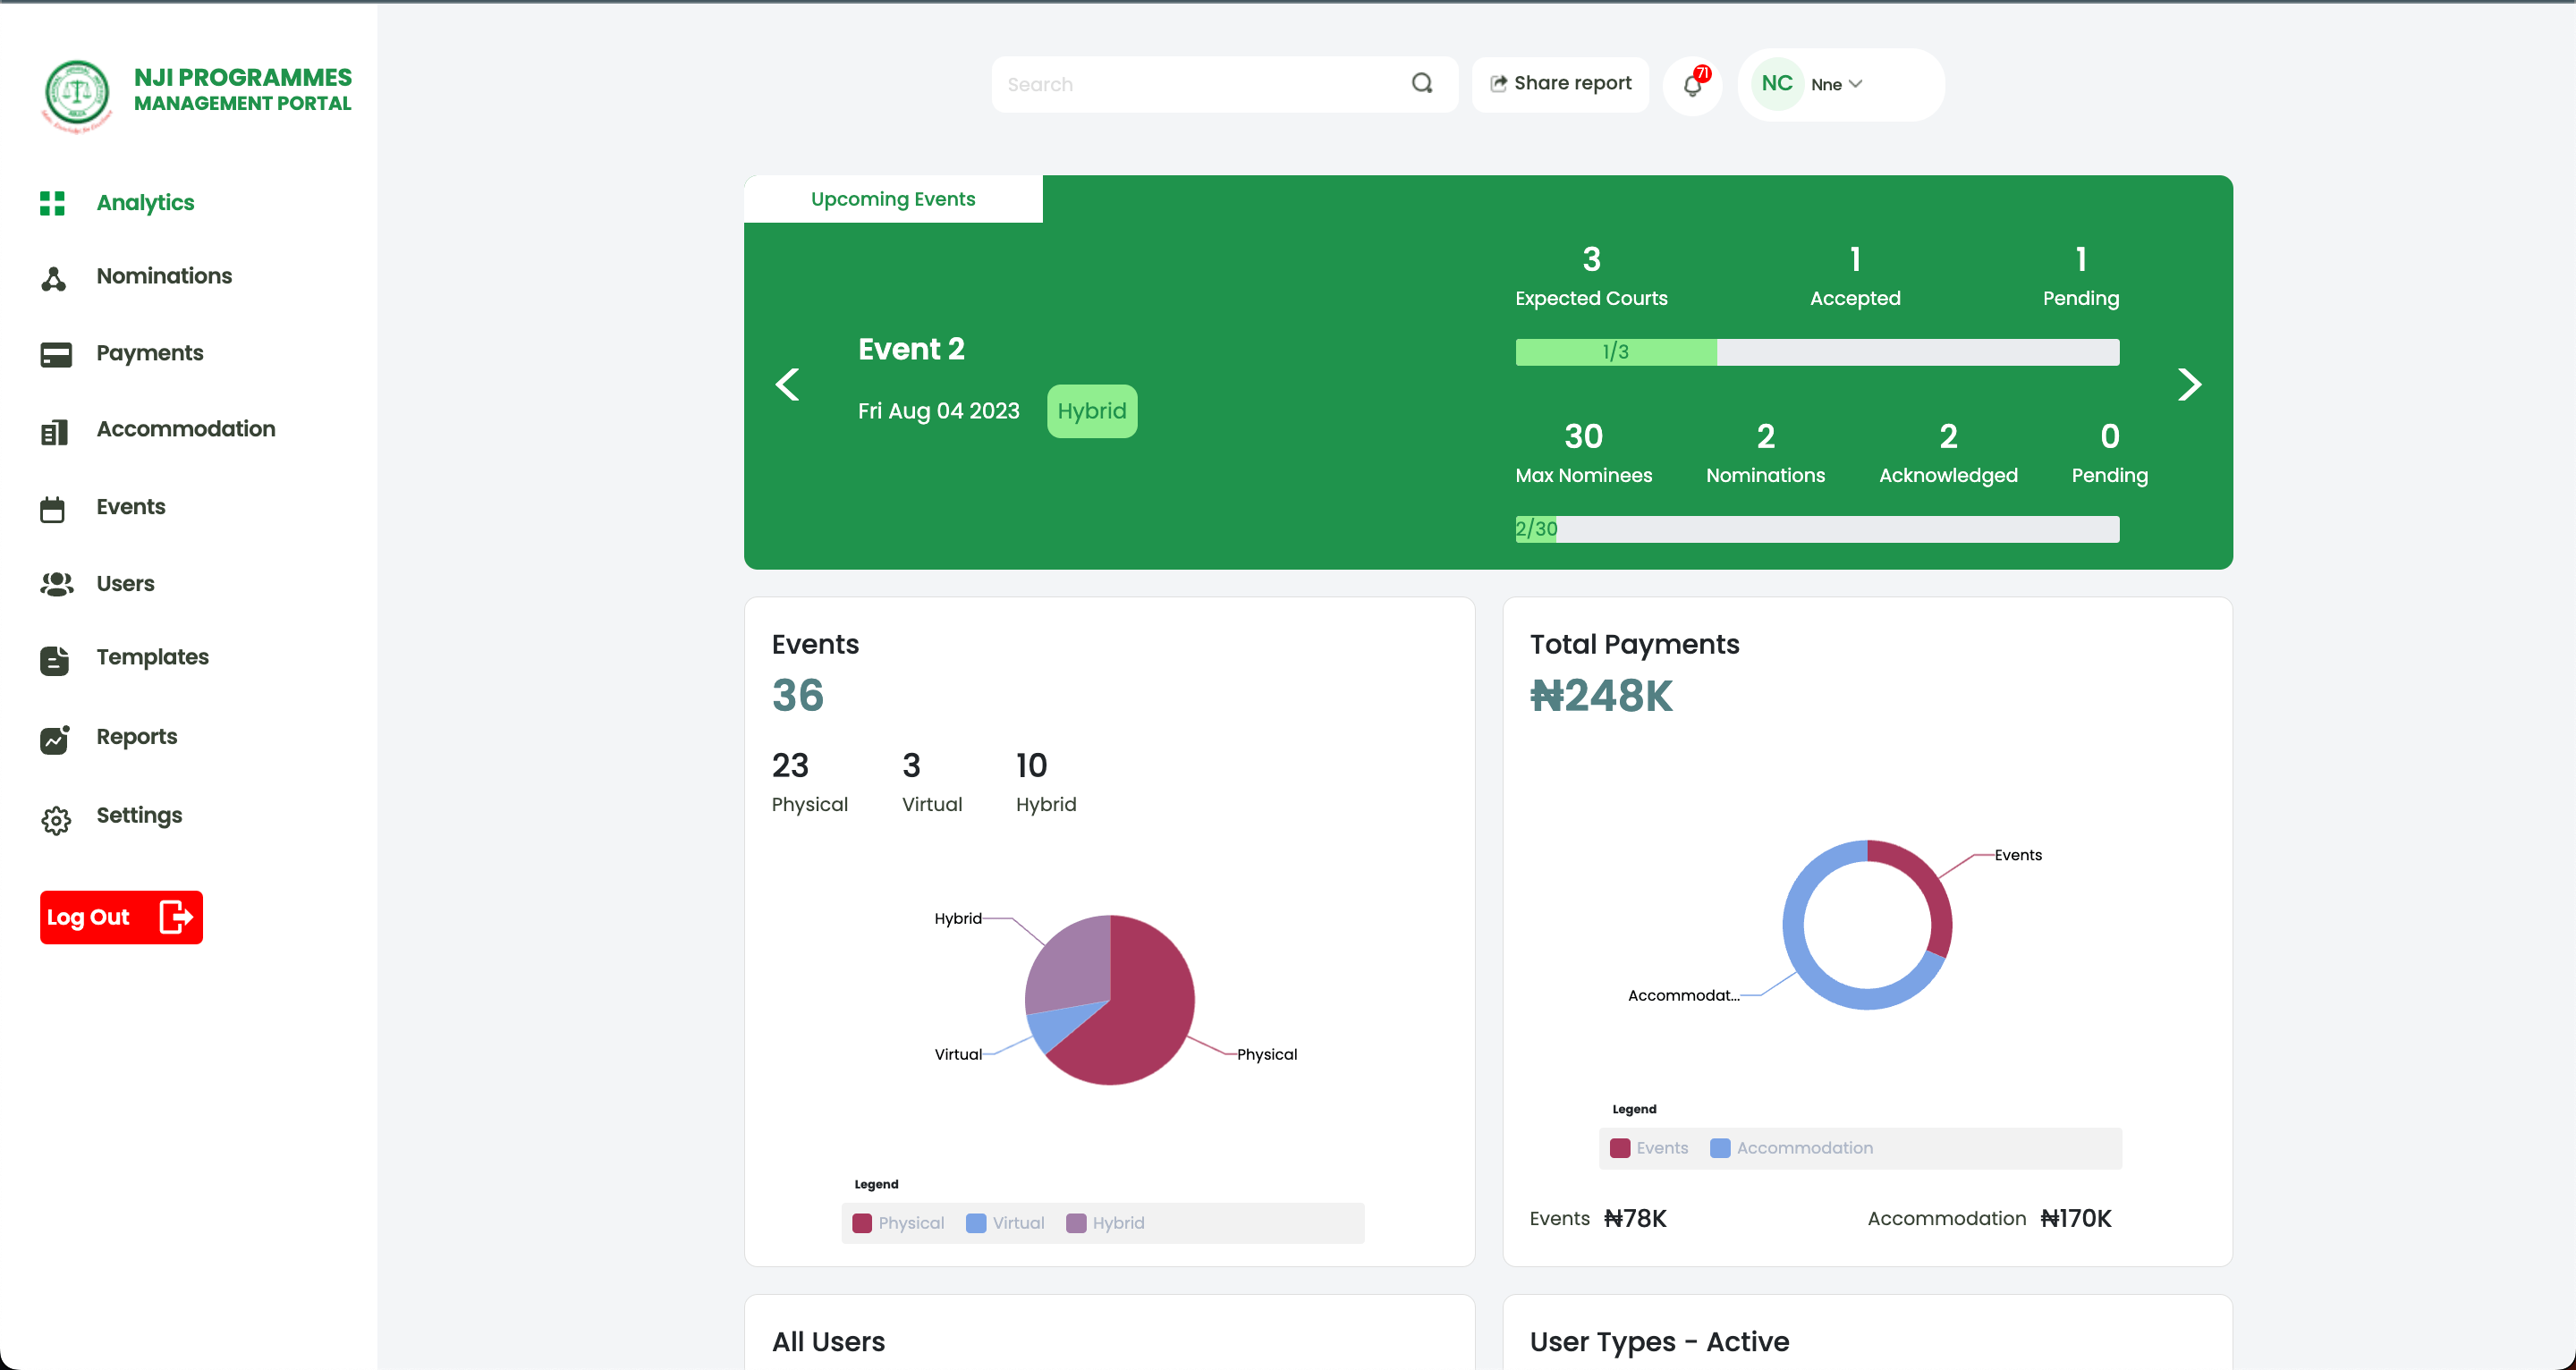 NJI PROGRAMMES
MANAGEMENT PORTAL
Analytics
Nominations
Payments
Accommodation
Events
Users
Templates
Reports
Settings
Log Out
Search
Share report
71
NC
Nne
Upcoming Events
Event 2
Fri Aug 04 2023
Hybrid
3
1
1
Expected Courts
Accepted
Pending
1/3
30
2
2
0
Max Nominees
Nominations
Acknowledged
Pending
2/30
Events
36
23
3
10
Physical
Virtual
Hybrid
Hybrid
Virtual
Physical
Legend
Physical
Virtual
Hybrid
Total Payments
₦248K
Events
Accommodat...
Legend
Events
Accommodation
Events ₦78K
Accommodation ₦170K
All Users
User Types - Active